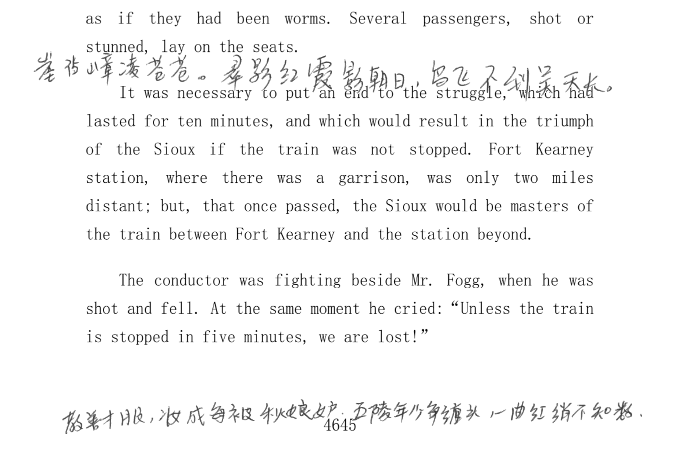 as if they had been worms. Several passengers, shot or
stunned, lay on the seats.
崖沓嶂凌苍苍。翠影红霞影朝日，鸟飞不到吴天长。
It was necessary to put an end to the struggle, which had
lasted for ten minutes, and which would result in the triumph
of the Sioux if the train was not stopped. Fort Kearney
station, where there was a garrison, was only two miles
distant; but, that once passed, the Sioux would be masters of
the train between Fort Kearney and the station beyond.
The conductor was fighting beside Mr. Fogg, when he was
shot and fell. At the same moment he cried:“Unless the train
is stopped in five minutes, we are lost!”
教善才服，妆成每被秋娘妒。五陵年少争缠头，一曲红绡不知数.
4645